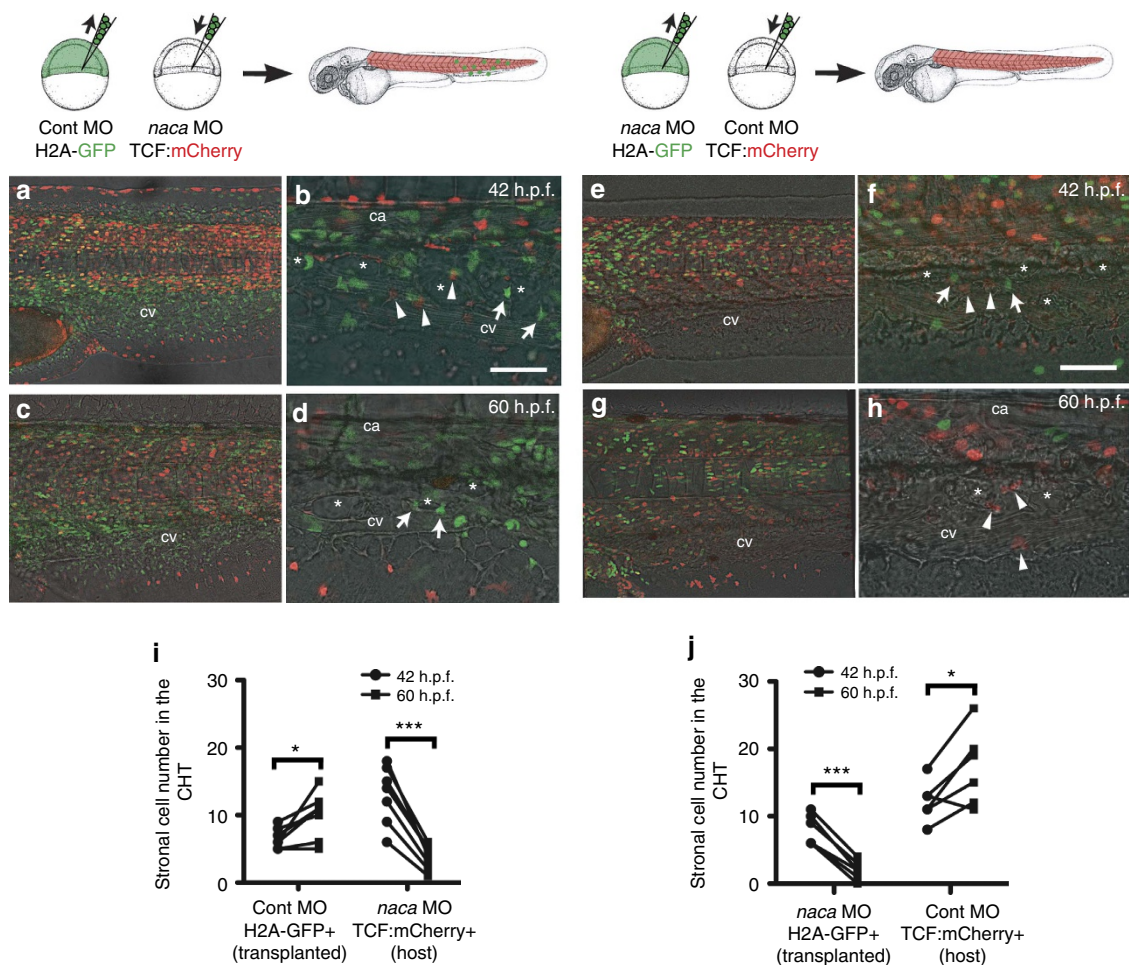 Cont MO
H2A-GFP
naca MO
TCF:mCherry
naca MO
H2A-GFP
Cont MO
TCF:mCherry
a
cv
b
42 h.p.f.
ca
*
*
*
*
cv
c
cv
d
60 h.p.f.
ca
*
*
*
cv
e
cv
f
42 h.p.f.
*
*
*
*
g
cv
h
60 h.p.f.
ca
*
*
cv
i
Stronal cell number in the
CHT
30
20
10
0
42 h.p.f.
60 h.p.f.
*
***
Cont MO
H2A-GFP+
(transplanted)
naca MO
TCF:mCherry+
(host)
j
Stronal cell number in the
CHT
30
20
10
0
42 h.p.f.
60 h.p.f.
***
*
naca MO
H2A-GFP+
(transplanted)
Cont MO
TCF:mCherry+
(host)